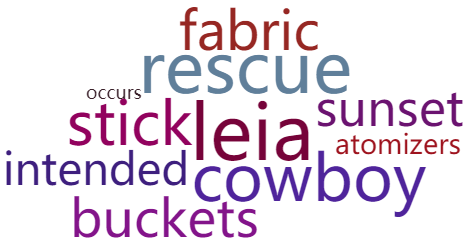 fabric
rescue
occurs
stick leia sunset
atomizers
intended cowboy
buckets